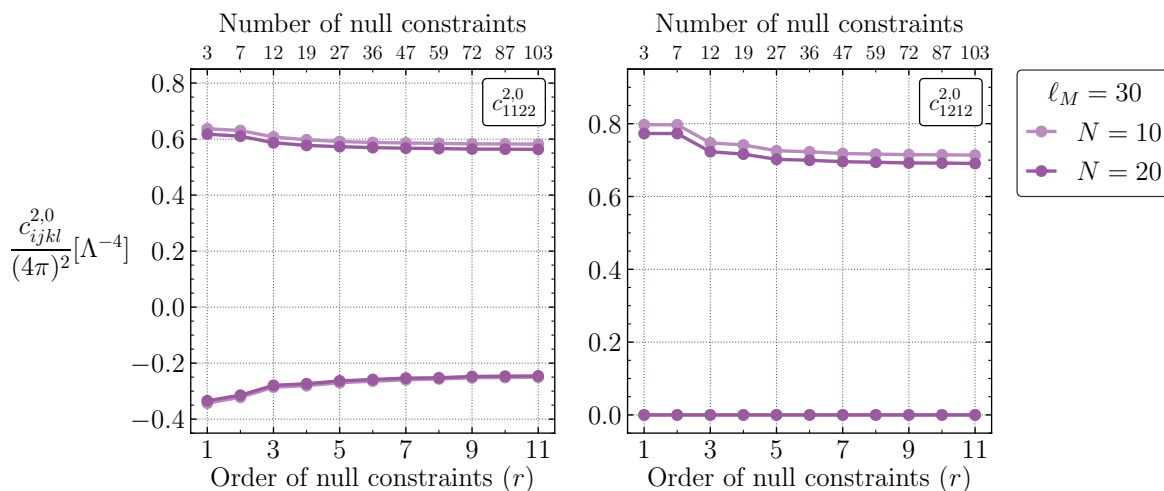 Number of null constraints
3 7 12 19 27 36 47 59 72 87 103
c^{2,0}_{1122}
0.8
0.6
0.4
0.2
0.0
−0.2
−0.4
1 3 5 7 9 11
Order of null constraints (r)
c^{2,0}_{ijkl}/(4π)^2 [Λ^{−4}]
Number of null constraints
3 7 12 19 27 36 47 59 72 87 103
c^{2,0}_{1212}
0.8
0.6
0.4
0.2
0.0
1 3 5 7 9 11
Order of null constraints (r)
ℓ_M = 30
N = 10
N = 20